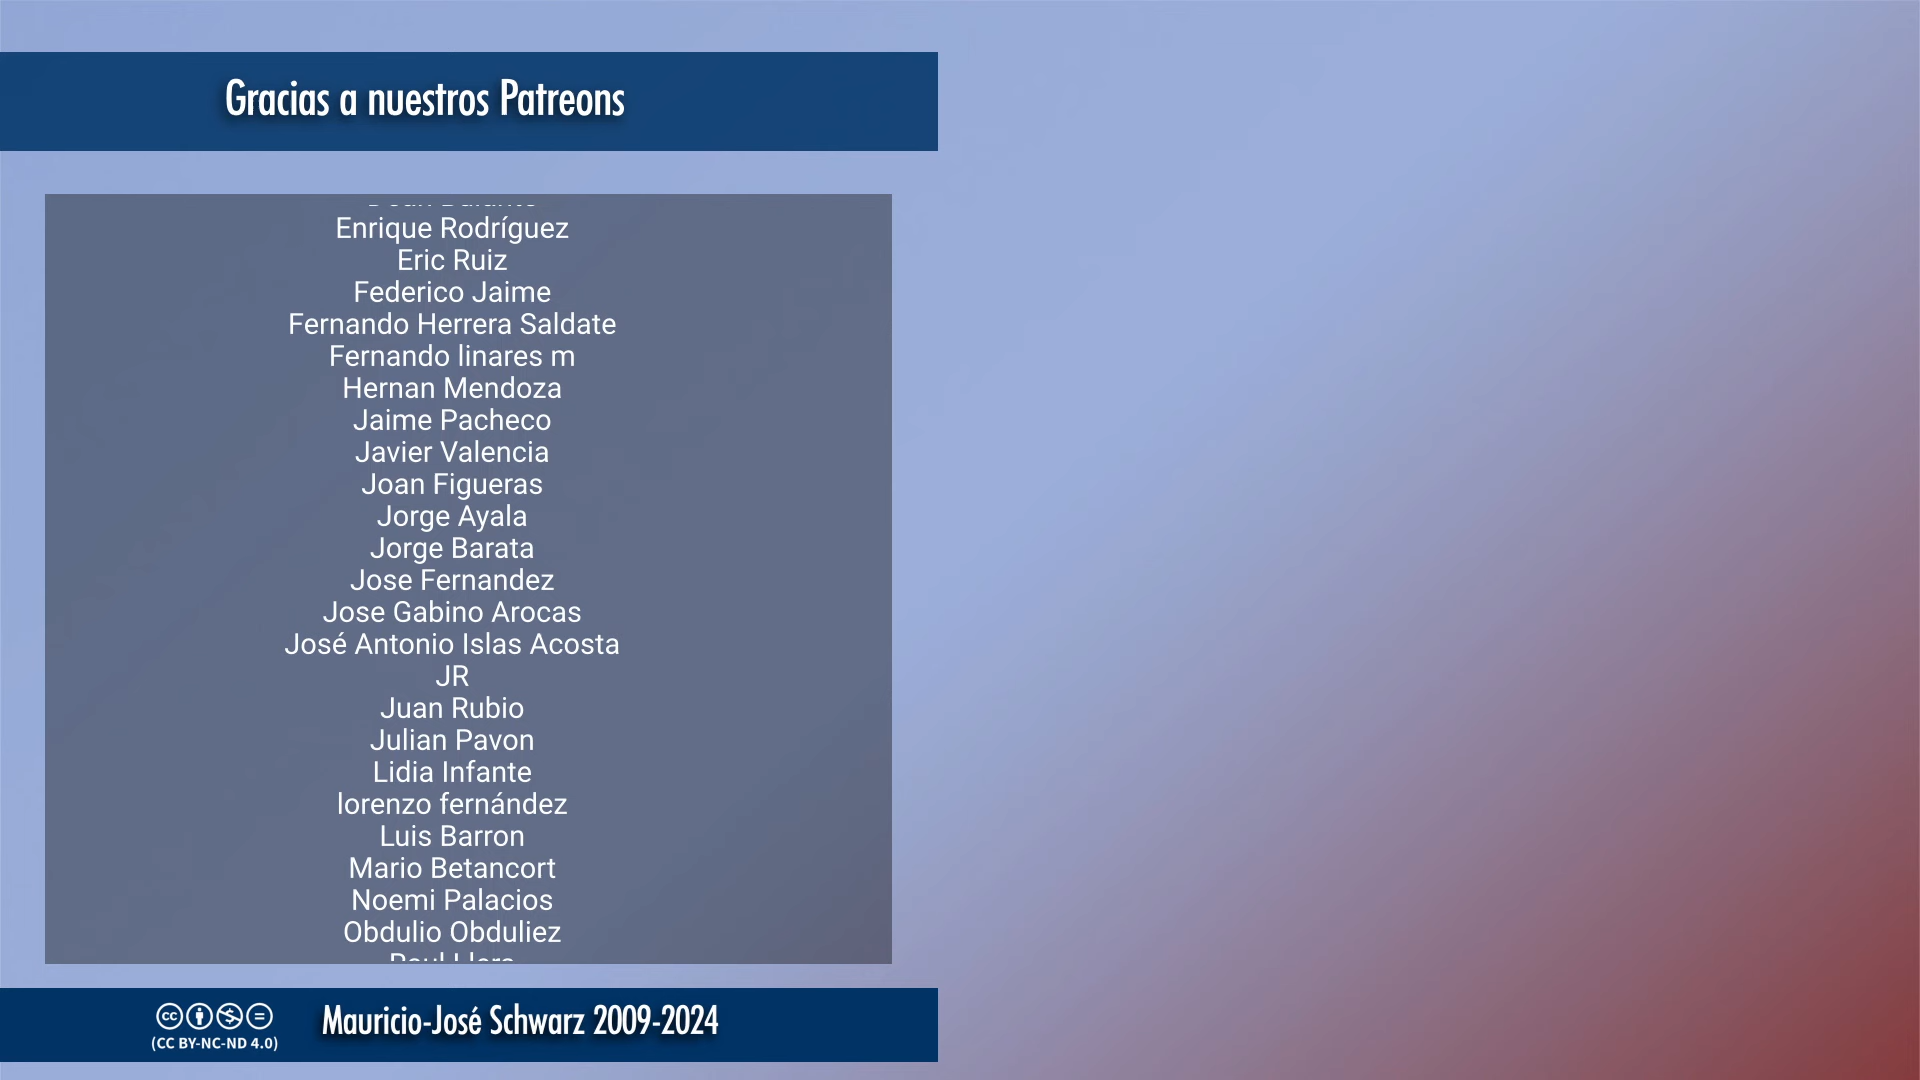 Gracias a nuestros Patreons
Enrique Rodríguez
Eric Ruiz
Federico Jaime
Fernando Herrera Saldate
Fernando linares m
Hernan Mendoza
Jaime Pacheco
Javier Valencia
Joan Figueras
Jorge Ayala
Jorge Barata
Jose Fernandez
Jose Gabino Arocas
José Antonio Islas Acosta
JR
Juan Rubio
Julian Pavon
Lidia Infante
lorenzo fernández
Luis Barron
Mario Betancort
Noemi Palacios
Obdulio Obduliez
Mauricio-José Schwarz 2009-2024
(CC BY-NC-ND 4.0)